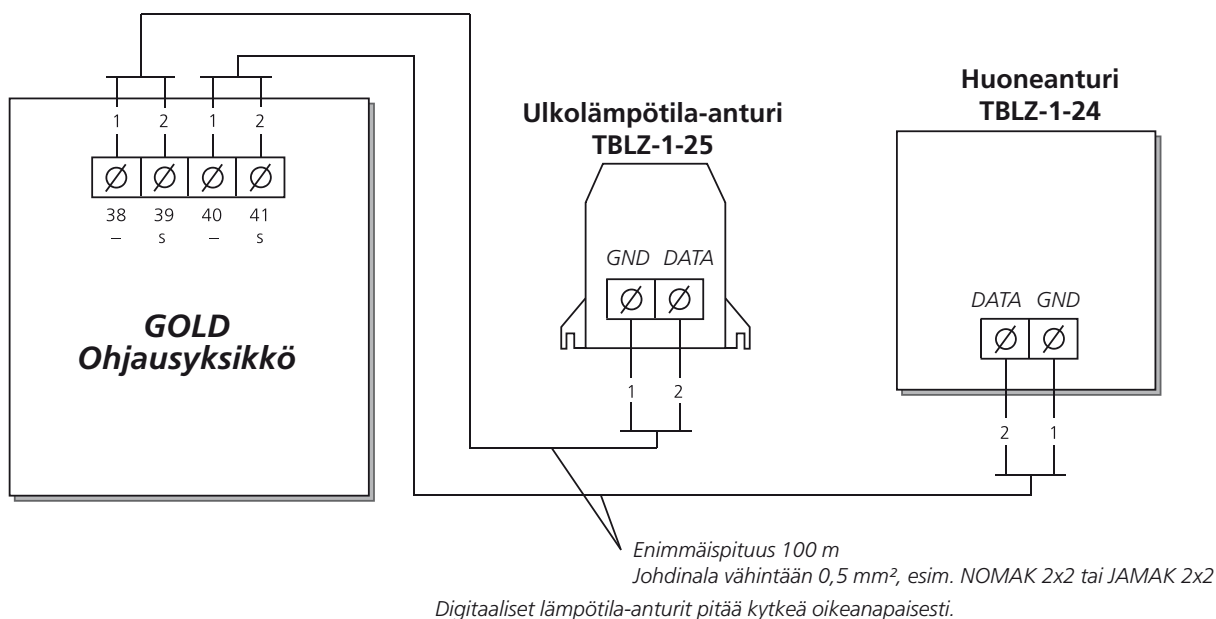 1 2 1 2
38 39 40 41
– s – s
GOLD
Ohjausyksikkö
Ulkolämpötila-anturi
TBLZ-1-25
GND DATA
1 2
Huoneanturi
TBLZ-1-24
DATA GND
2 1
Enimmäispituus 100 m
Johdinala vähintään 0,5 mm², esim. NOMAK 2x2 tai JAMAK 2x2
Digitaaliset lämpötila-anturit pitää kytkeä oikeanapaisesti.